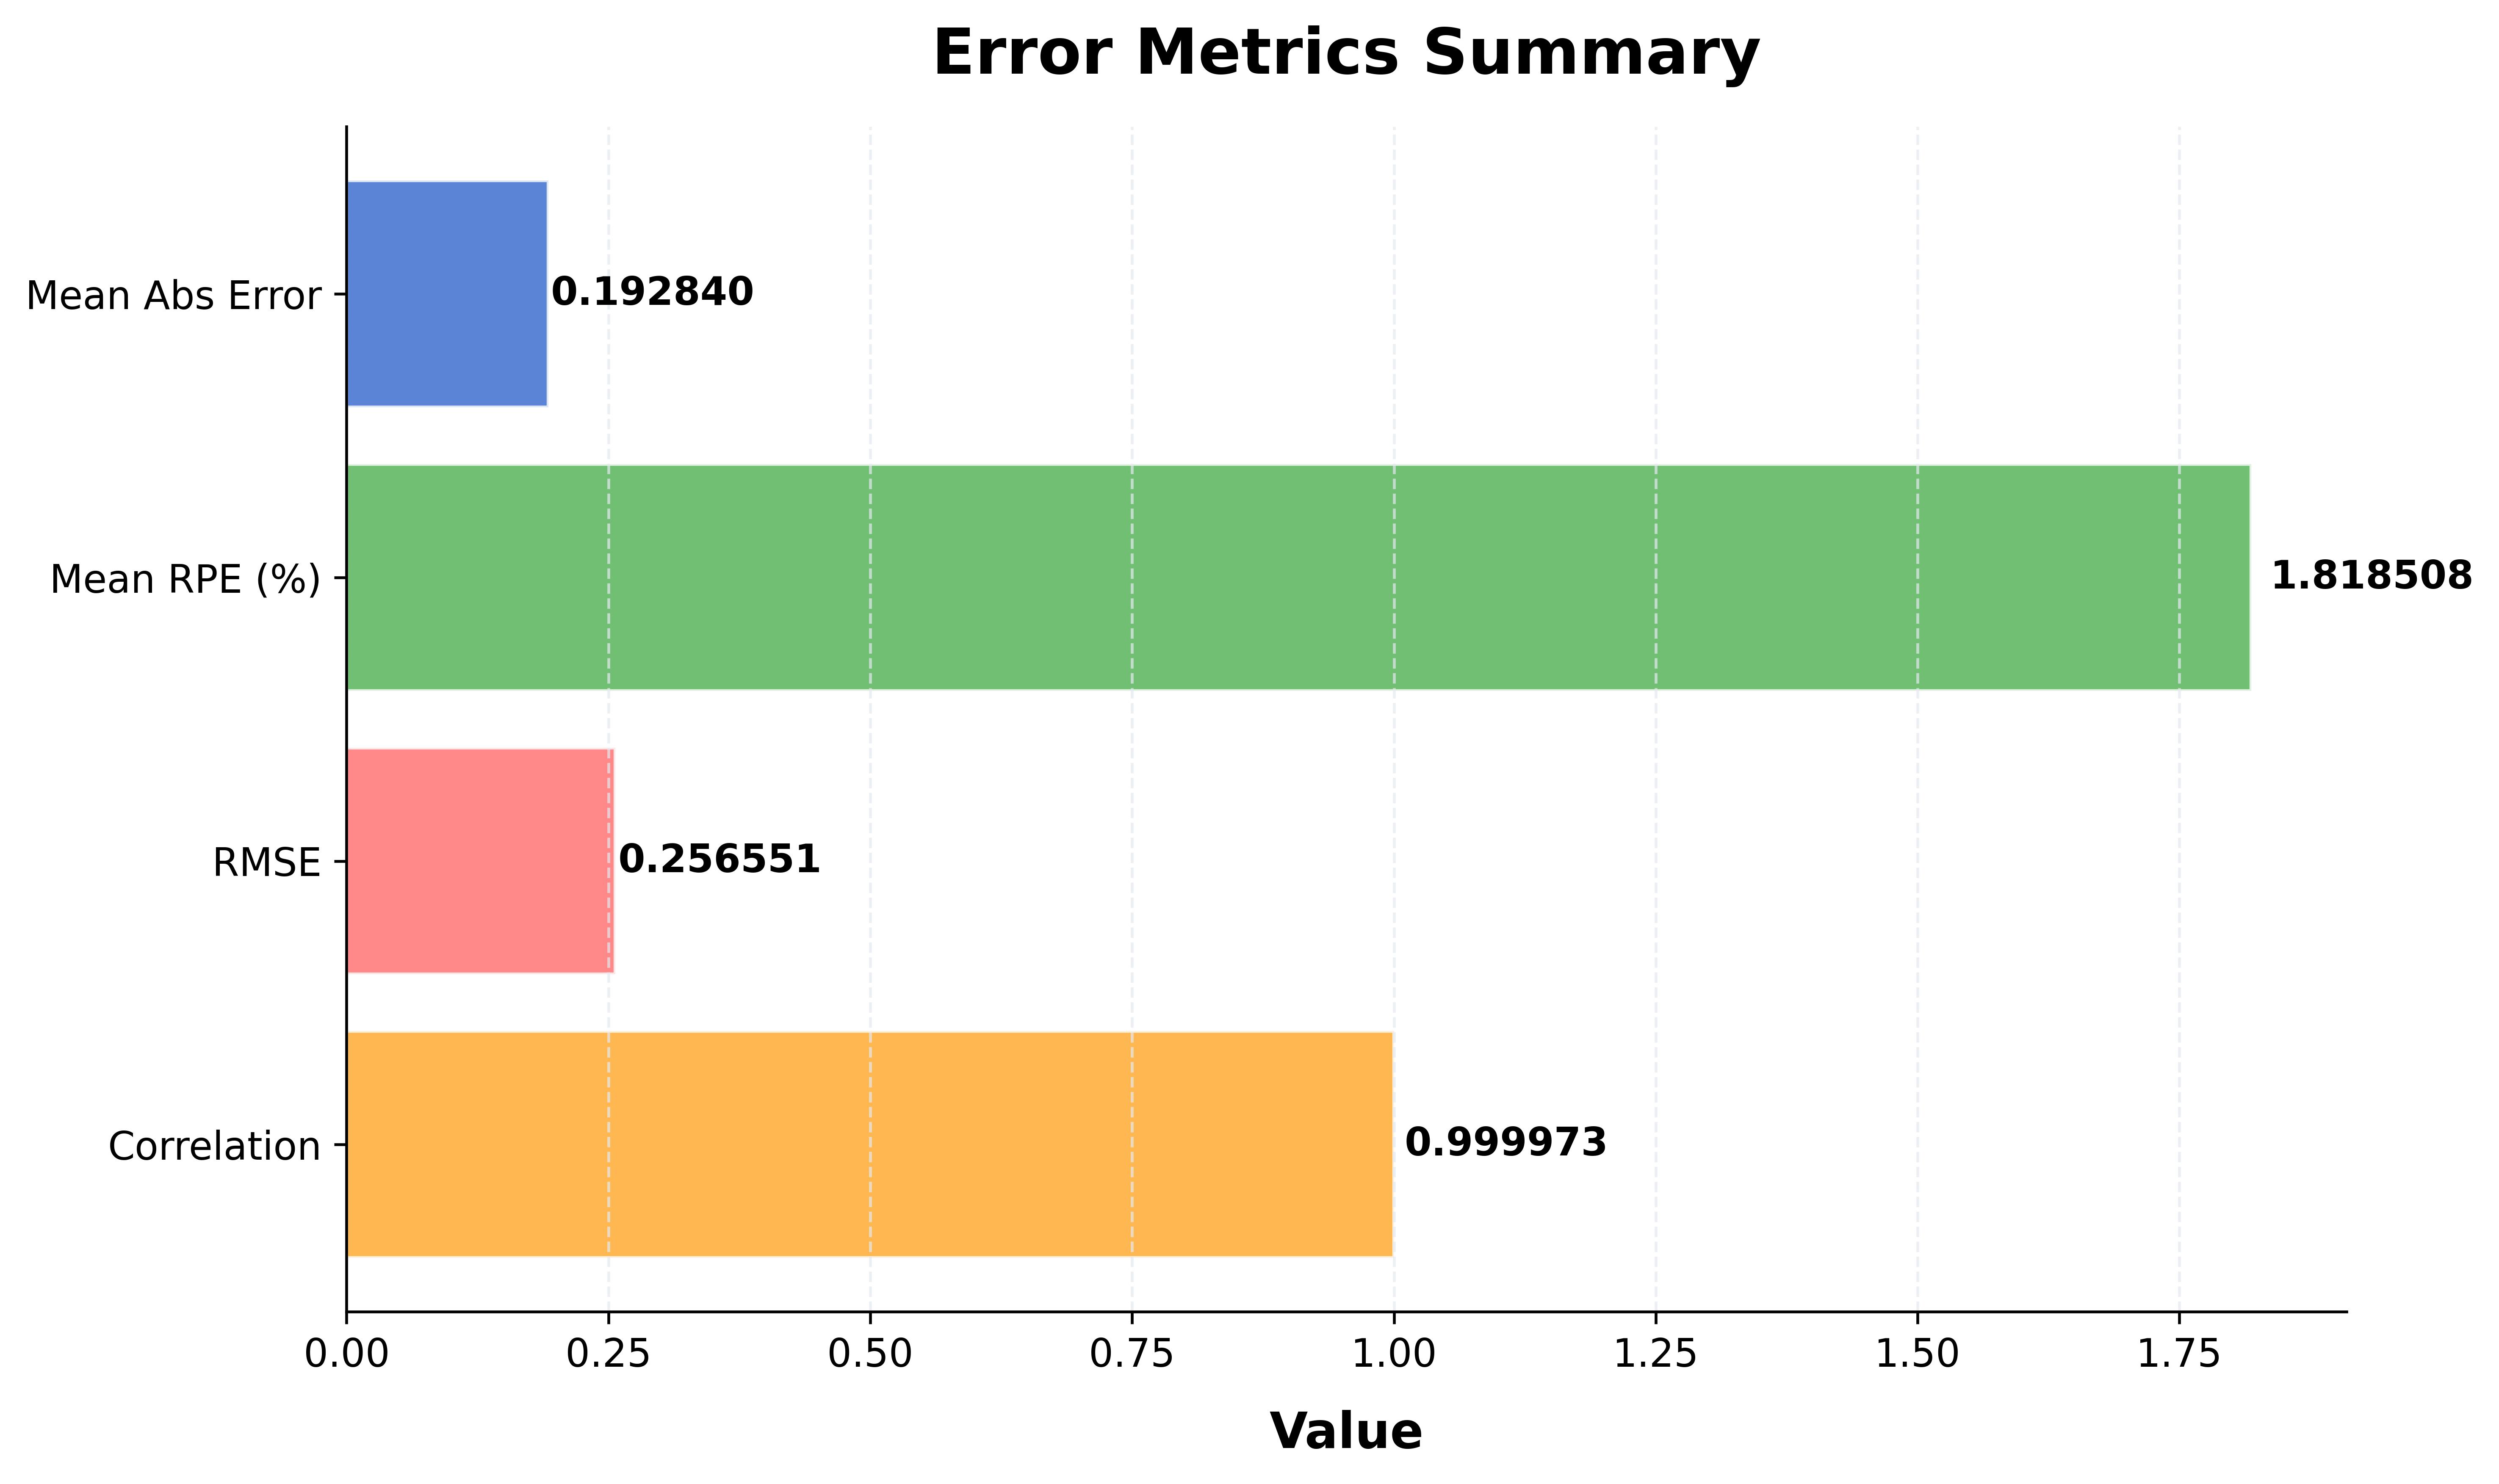 Error Metrics Summary
Mean Abs Error
0.192840
Mean RPE (%)
1.818508
RMSE
0.256551
Correlation
0.999973
0.00 0.25 0.50 0.75 1.00 1.25 1.50 1.75
Value